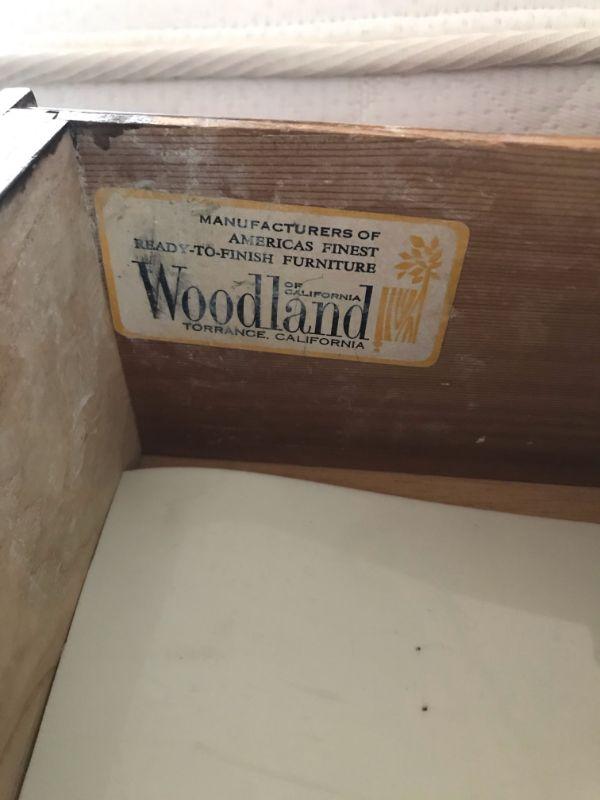 MANUFACTURERS OF
AMERICAS FINEST
READY-TO-FINISH FURNITURE
Woodland
OF
CALIFORNIA
TORRANCE, CALIFORNIA